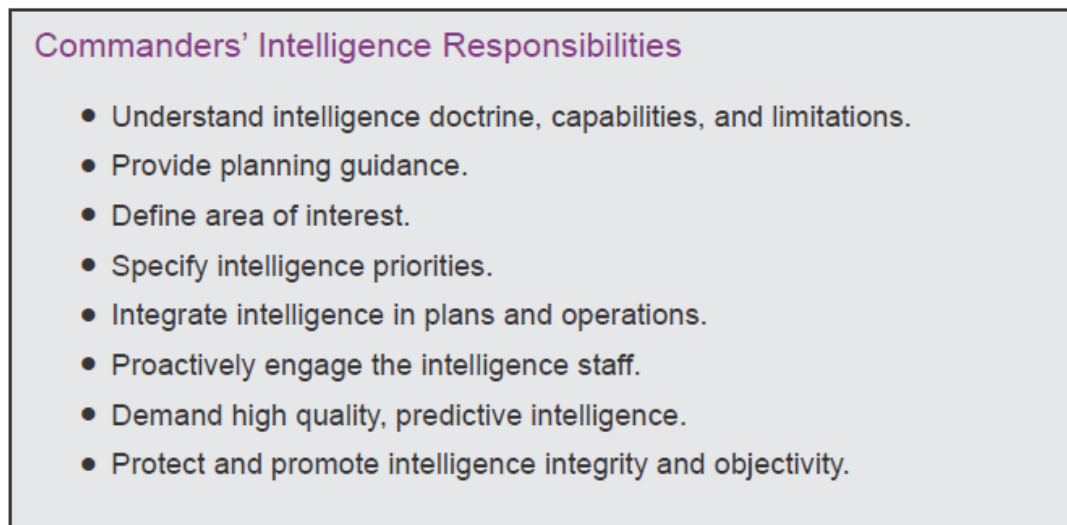 Commanders’ Intelligence Responsibilities
● Understand intelligence doctrine, capabilities, and limitations.
● Provide planning guidance.
● Define area of interest.
● Specify intelligence priorities.
● Integrate intelligence in plans and operations.
● Proactively engage the intelligence staff.
● Demand high quality, predictive intelligence.
● Protect and promote intelligence integrity and objectivity.